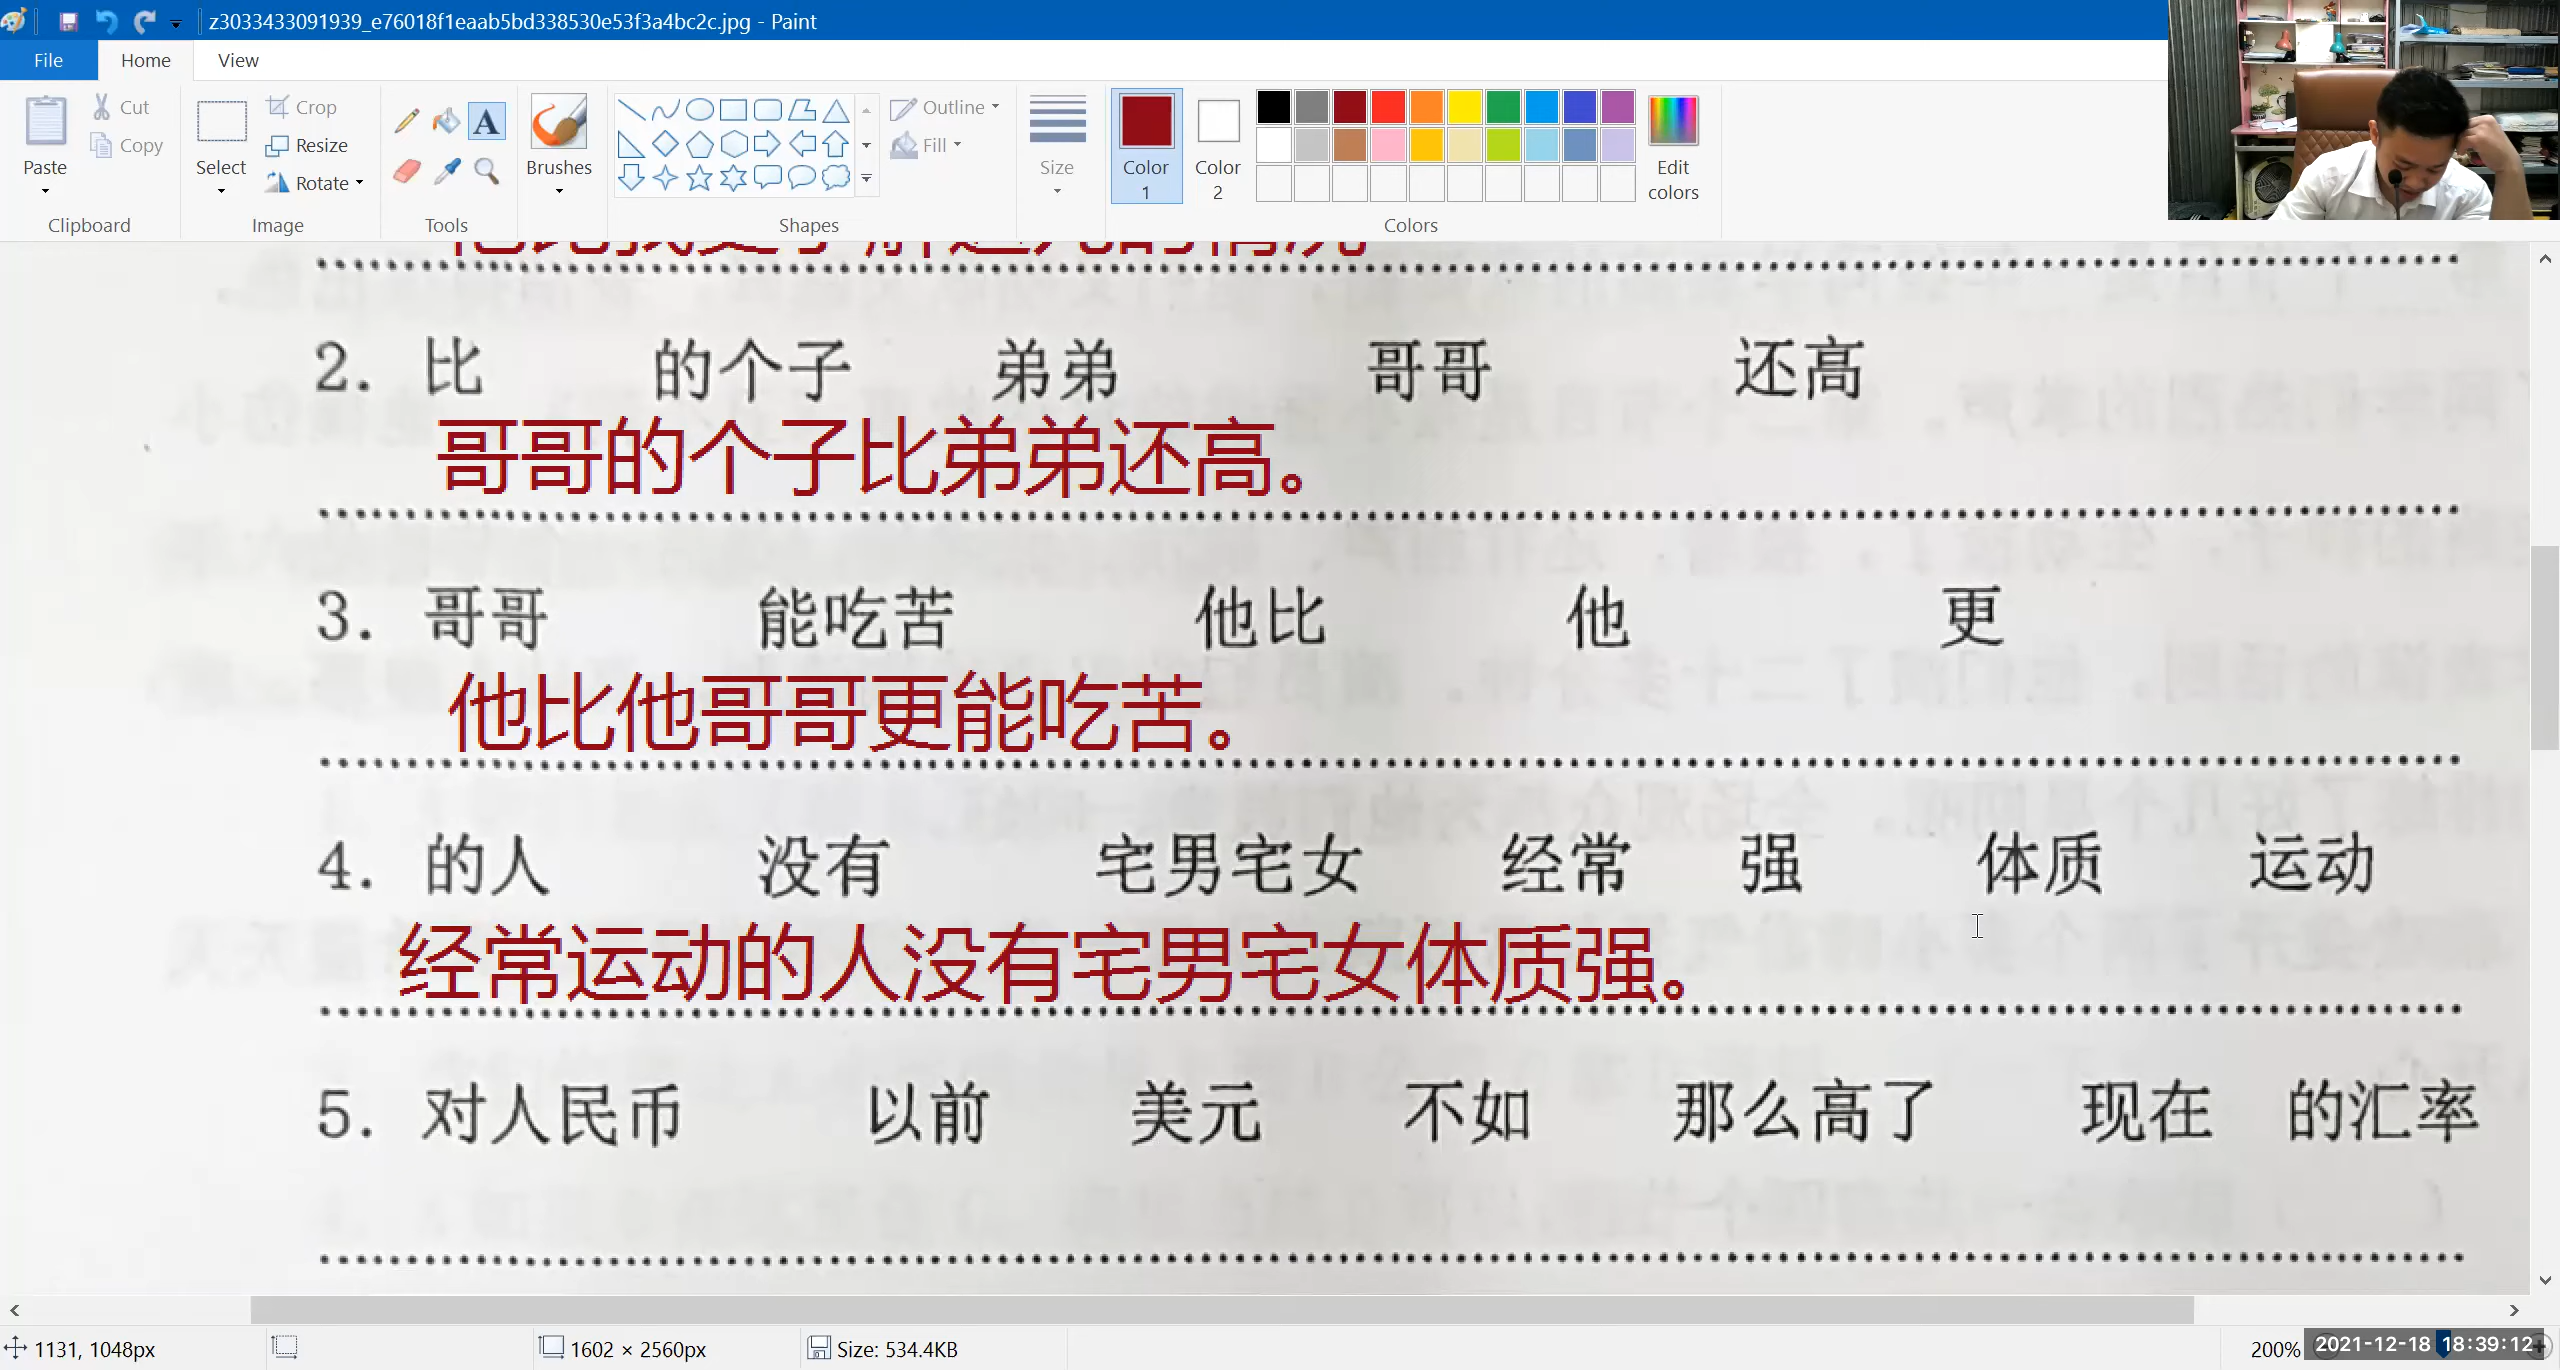 z3033433091939_e76018f1eaab5bd338530e53f3a4bc2c.jpg - Paint
File Home View
Paste
Cut
Copy
Clipboard
Select
Crop
Resize
Rotate
Image
Tools
Brushes
Shapes
Outline
Fill
Size
Color 1
Color 2
Edit colors
Colors
2. 比 的个子 弟弟 哥哥 还高
哥哥的个子比弟弟还高。
3. 哥哥 能吃苦 他比 他 更
他比他哥哥更能吃苦。
4. 的人 没有 宅男宅女 经常 强 体质 运动
经常运动的人没有宅男宅女体质强。
5. 对人民币 以前 美元 不如 那么高了 现在 的汇率
1131, 1048px
1602 × 2560px
Size: 534.4KB
200%
2021-12-18 18:39:12